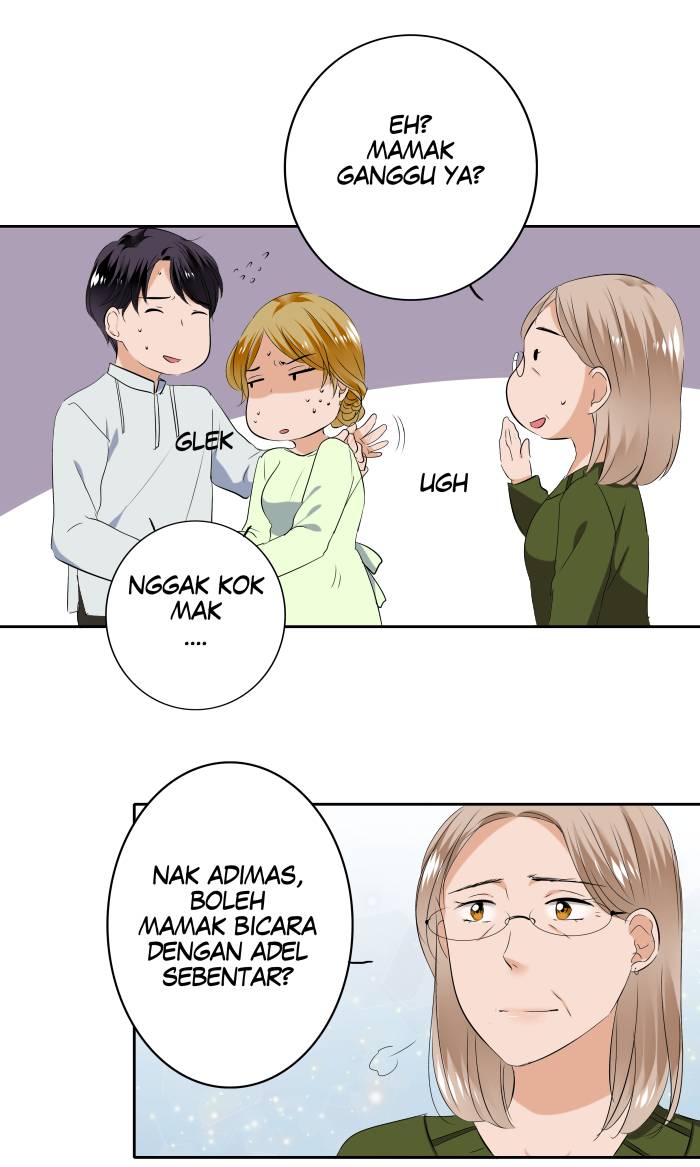 EH?
MAMAK
GANGGU YA?
GLEK
UGH
NGGAK KOK
MAK
....
NAK ADIMAS,
BOLEH
MAMAK BICARA
DENGAN ADEL
SEBENTAR?